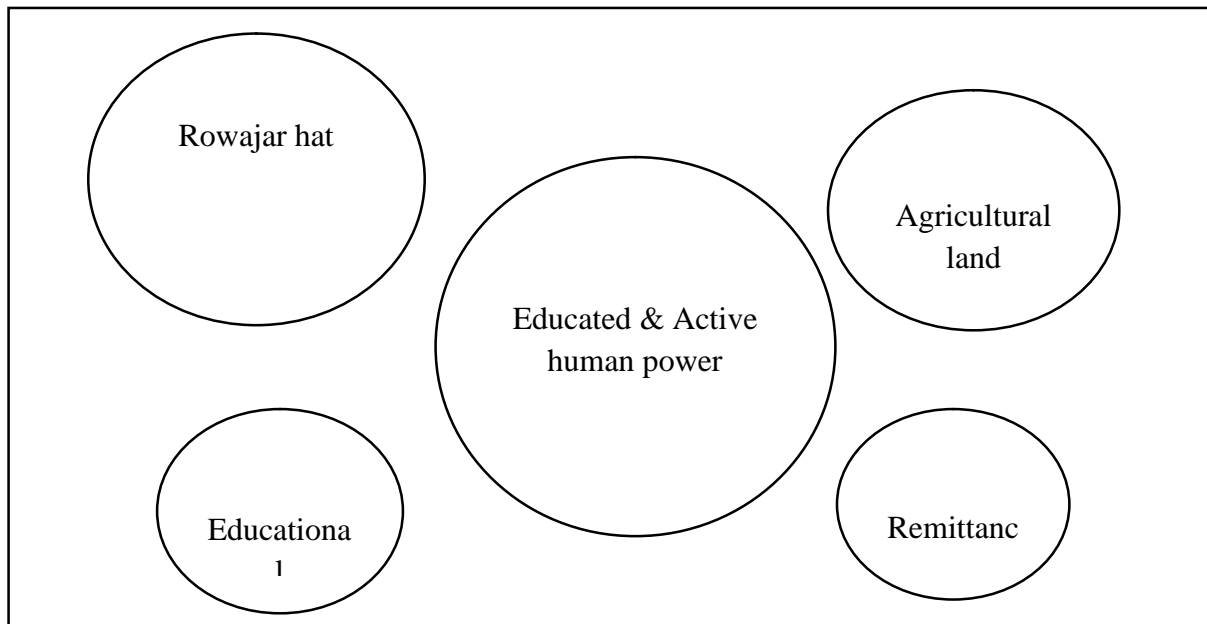 Rowajar hat
Agricultural
land
Educated & Active
human power
Educationa
l
Remittanc